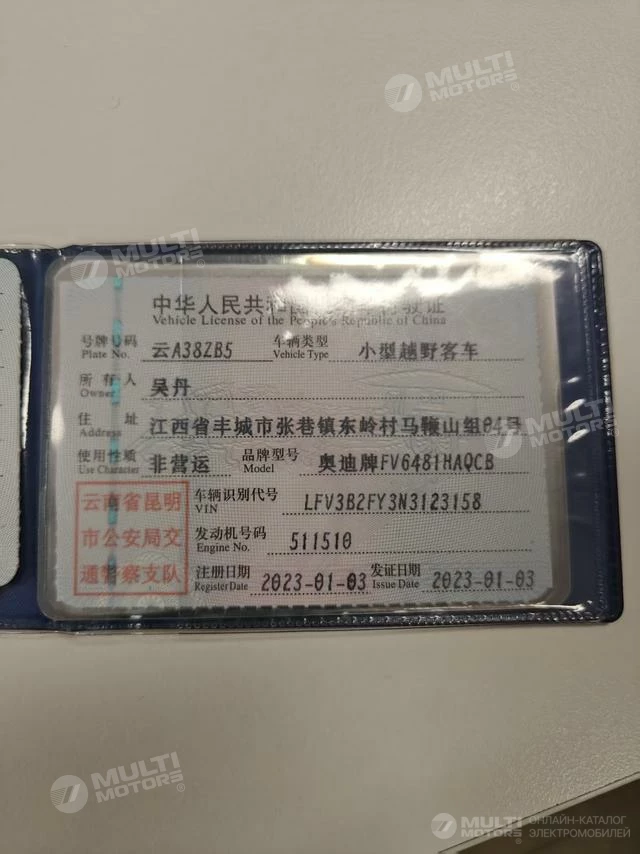 MULTI
MOTORS®
MULTI
MOTORS®
中华人民共和国 驶证
Vehicle License of the People's Republic of China
号牌号码 云A38ZB5 车辆类型 小型越野客车
Plate No. Vehicle Type
所有人 吴丹
Owner
住址 江西省丰城市张巷镇东岭村马鞭山组84号
Address
MULTI
MOTORS®
使用性质 非营运 品牌型号 奥迪牌FV6481HAQCB
Use Character Model
云南省昆明
市公安局交
通警察支队
车辆识别代号 LFV3B2FY3N3123158
VIN
发动机号码 511510
Engine No.
注册日期 2023-01-03 发证日期 2023-01-03
Register Date Issue Date
MULTI
MOTORS®
MULTI
MOTORS®
ОНЛАЙН-КАТАЛОГ
ЭЛЕКТРОМОБИЛЕЙ